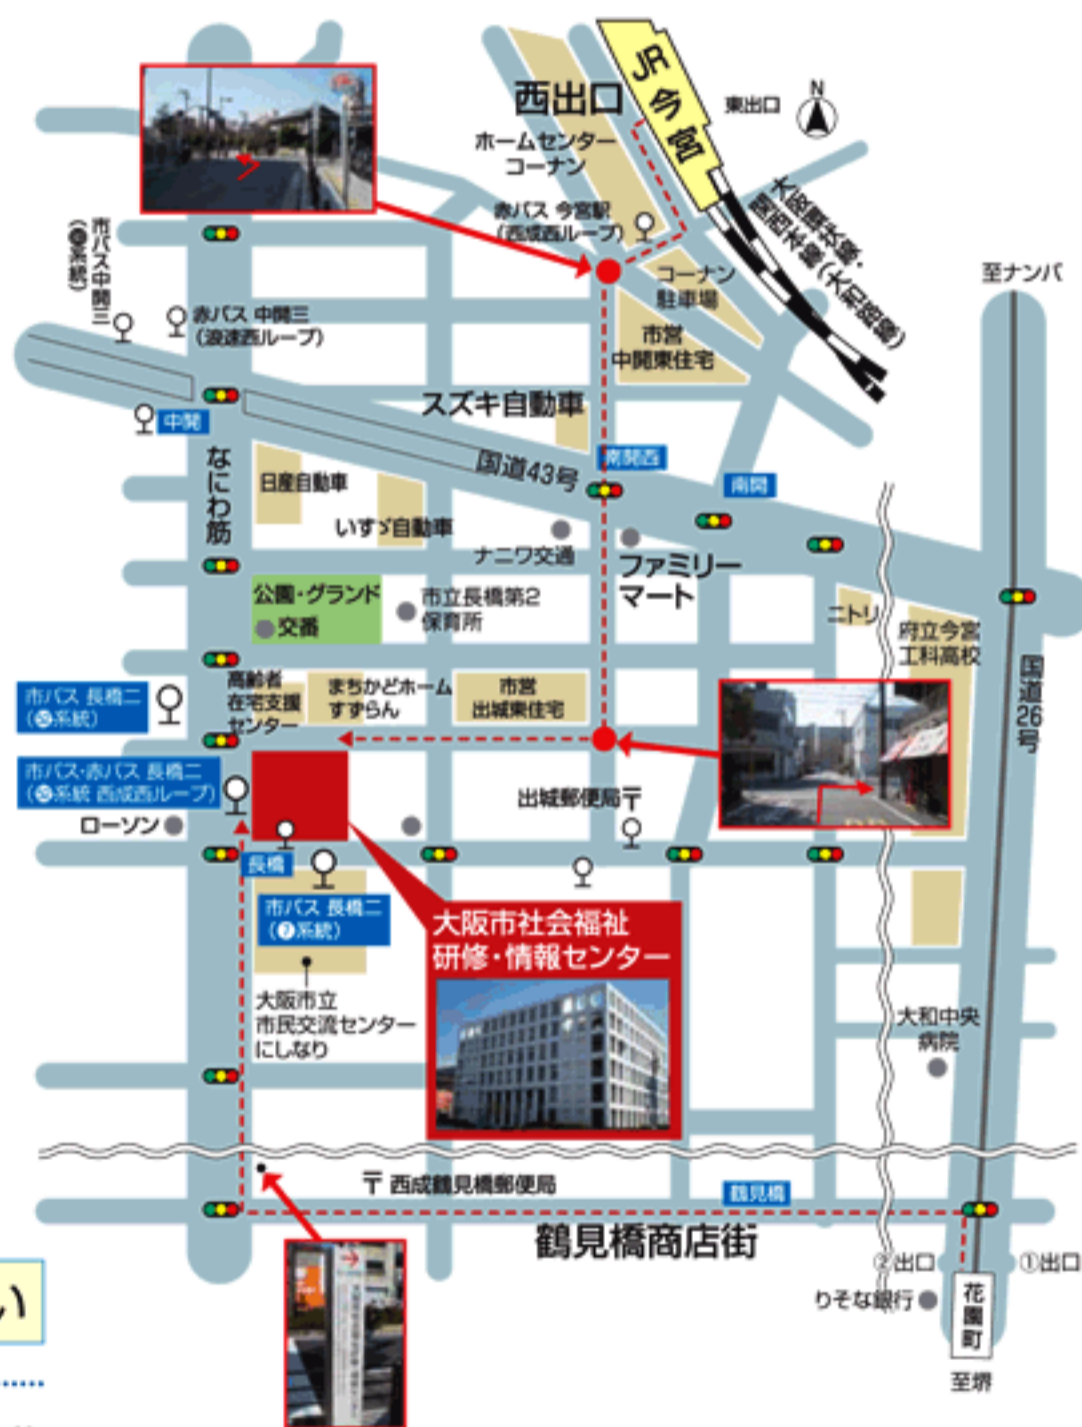 JR 今宮
西出口
東出口
N
ホームセンター
コーナン
赤バス 今宮駅
(西成西ループ)
大阪環状線・
関西本線(大和路線)
コーナン
駐車場
至ナンバ
市バス中開三
系統)
赤バス 中開三
(浪速西ループ)
市営
中開東住宅
スズキ自動車
中開
なにわ筋
国道43号
南開西
南開
日産自動車
いすゞ自動車
ナニワ交通
ファミリー
マート
公園・グランド
交番
市立長橋第2
保育所
ニトリ
府立今宮
工科高校
国道26号
高齢者
在宅支援
センター
まちかどホーム
すずらん
市営
出城東住宅
市バス 長橋二
系統)
市バス・赤バス 長橋二
系統 西成西ループ)
ローソン
出城郵便局〒
長橋
市バス 長橋二
(❼系統)
大阪市社会福祉
研修・情報センター
大阪市立
市民交流センター
にしなり
大和中央
病院
〒西成鶴見橋郵便局
鶴見橋
鶴見橋商店街
②出口
①出口
りそな銀行
花園町
至堺
い